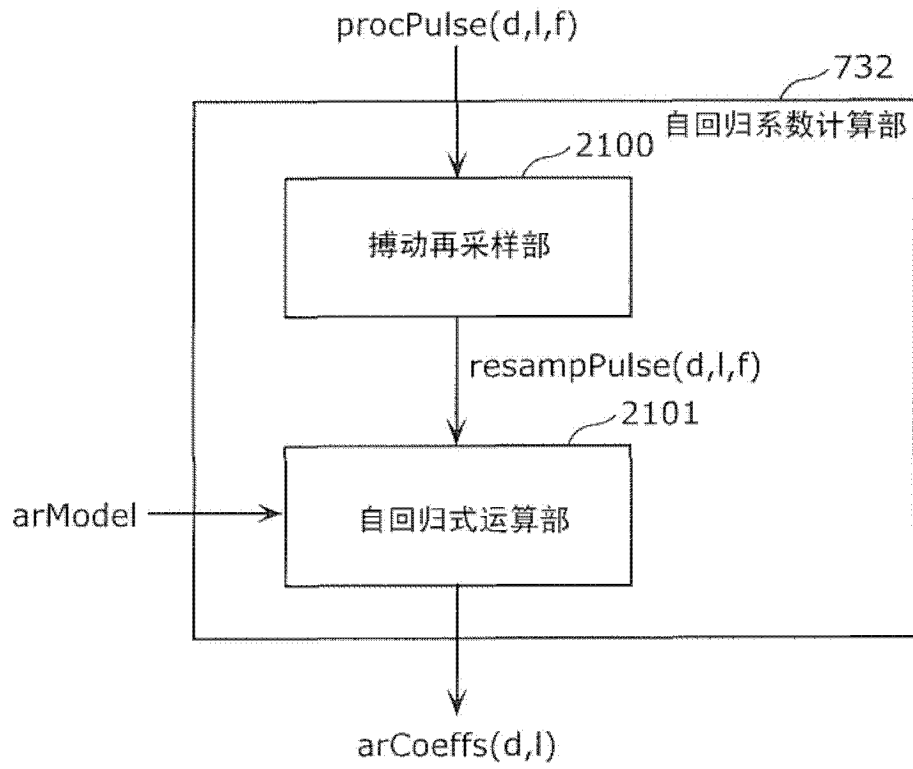 procPulse(d,l,f)
732
自回归系数计算部
2100
搏动再采样部
resampPulse(d,l,f)
2101
arModel
自回归式运算部
arCoeffs(d,l)